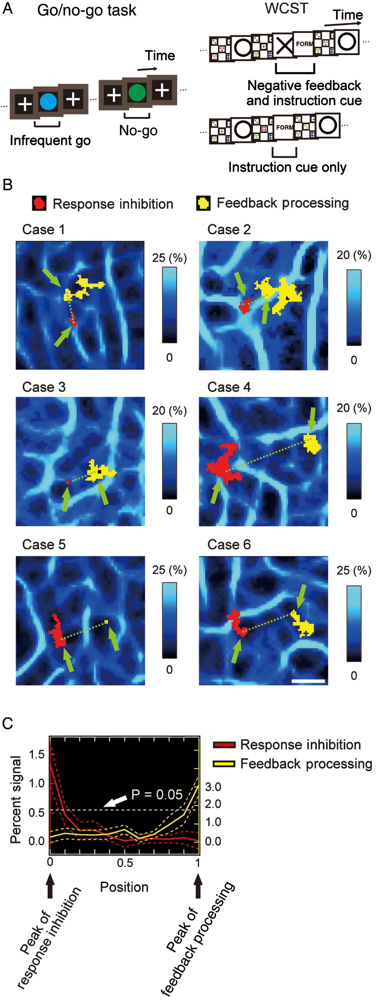 A
Go/no-go task
WCST
Time
FORM
Time
Negative feedback
and instruction cue
Infrequent go
No-go
FORM
Instruction cue only
B
Response inhibition
Feedback processing
Case 1
Case 2
25 (%)
0
20 (%)
0
Case 3
Case 4
20 (%)
0
20 (%)
0
Case 5
Case 6
25 (%)
0
25 (%)
0
C
Response inhibition
Feedback processing
Percent signal
1.5
1.0
0.5
0.0
P = 0.05
3.0
2.0
1.0
0.0
0
0.5
1
Position
Peak of
response inhibition
Peak of
feedback processing